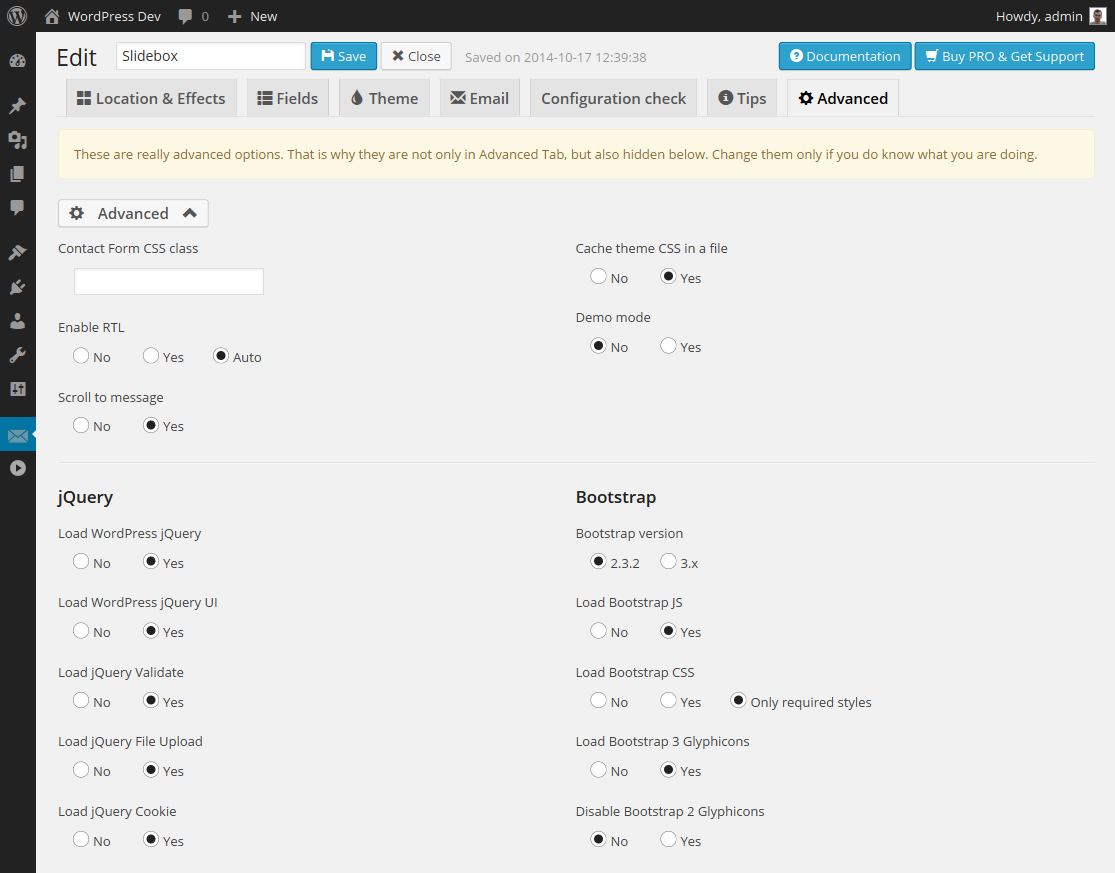 WordPress Dev 0 New Howdy, admin
Edit Slidebox Save Close Saved on 2014-10-17 12:39:38 Documentation Buy PRO & Get Support
Location & Effects Fields Theme Email Configuration check Tips Advanced
These are really advanced options. That is why they are not only in Advanced Tab, but also hidden below. Change them only if you do know what you are doing.
Advanced
Contact Form CSS class
Enable RTL
No Yes Auto
Scroll to message
No Yes
Cache theme CSS in a file
No Yes
Demo mode
No Yes
jQuery
Load WordPress jQuery
No Yes
Load WordPress jQuery UI
No Yes
Load jQuery Validate
No Yes
Load jQuery File Upload
No Yes
Load jQuery Cookie
No Yes
Bootstrap
Bootstrap version
2.3.2 3.x
Load Bootstrap JS
No Yes
Load Bootstrap CSS
No Yes Only required styles
Load Bootstrap 3 Glyphicons
No Yes
Disable Bootstrap 2 Glyphicons
No Yes